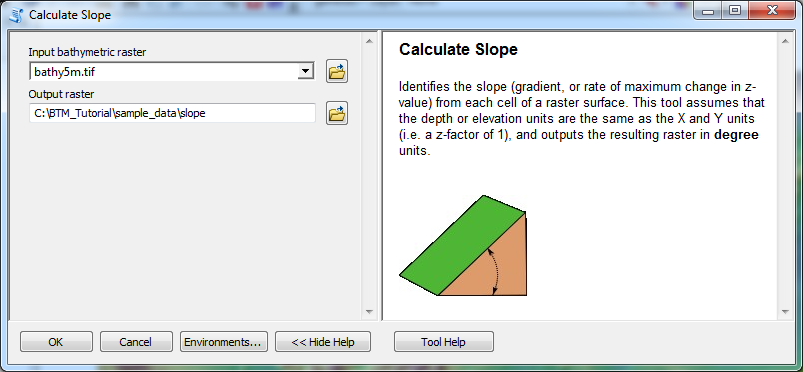 Calculate Slope
Input bathymetric raster
bathy5m.tif
Output raster
C:\BTM_Tutorial\sample_data\slope
Calculate Slope
Identifies the slope (gradient, or rate of maximum change in z-
value) from each cell of a raster surface. This tool assumes that
the depth or elevation units are the same as the X and Y units
(i.e. a z-factor of 1), and outputs the resulting raster in degree
units.
OK
Cancel
Environments...
<< Hide Help
Tool Help